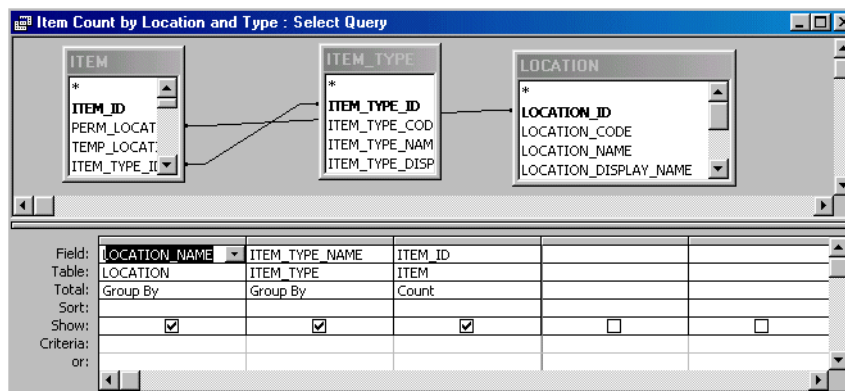 Item Count by Location and Type : Select Query
ITEM
*
ITEM_ID
PERM_LOCAT
TEMP_LOCAT
ITEM_TYPE_ID
ITEM_TYPE
*
ITEM_TYPE_ID
ITEM_TYPE_COD
ITEM_TYPE_NAM
ITEM_TYPE_DISP
LOCATION
*
LOCATION_ID
LOCATION_CODE
LOCATION_NAME
LOCATION_DISPLAY_NAME
Field: LOCATION_NAME ITEM_TYPE_NAME ITEM_ID
Table: LOCATION ITEM_TYPE ITEM
Total: Group By Group By Count
Sort:
Show:
Criteria:
or: